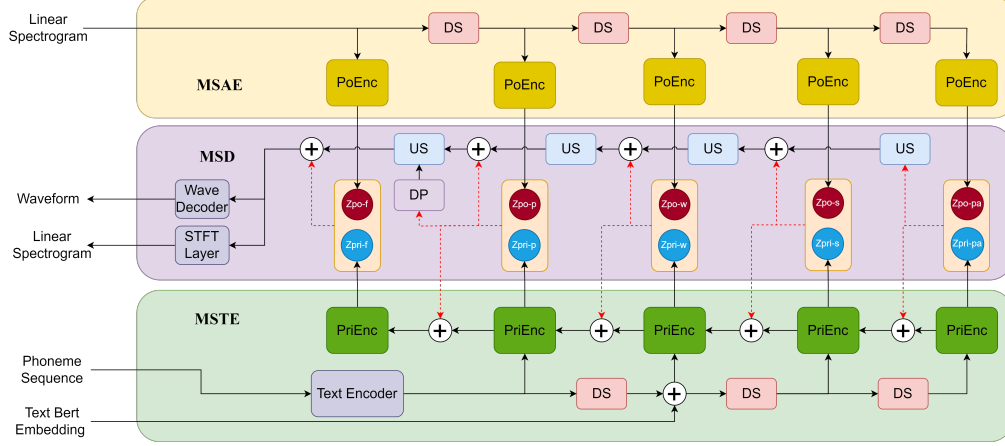 Linear
Spectrogram
DS
DS
DS
DS
PoEnc
PoEnc
PoEnc
PoEnc
PoEnc
MSAE
MSD
+
US
+
US
+
US
+
US
DP
Waveform
Wave
Decoder
Linear
Spectrogram
STFT
Layer
Zpo-f
Zpo-p
Zpo-w
Zpo-s
Zpo-pa
Zpri-f
Zpri-p
Zpri-w
Zpri-s
Zpri-pa
MSTE
PriEnc
+
PriEnc
+
PriEnc
+
PriEnc
+
PriEnc
Phoneme
Sequence
Text Encoder
DS
+
DS
DS
Text Bert
Embedding